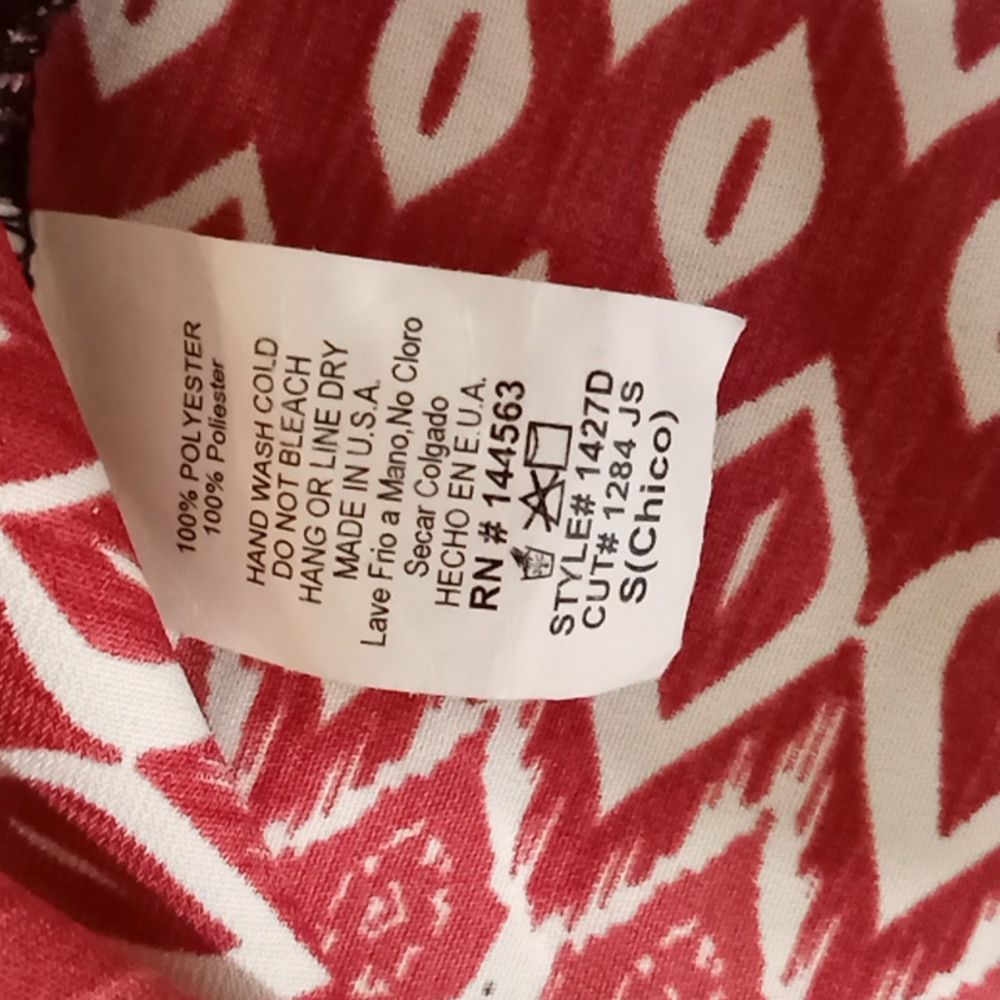 100% POLYESTER
100% Poliester
HAND WASH COLD
DO NOT BLEACH
HANG OR LINE DRY
MADE IN U.S.A.
Lave Frio a Mano,No Cloro
Secar Colgado
HECHO EN E.U.A.
RN # 144563
STYLE# 1427D
CUT# 1284 JS
S(Chico)